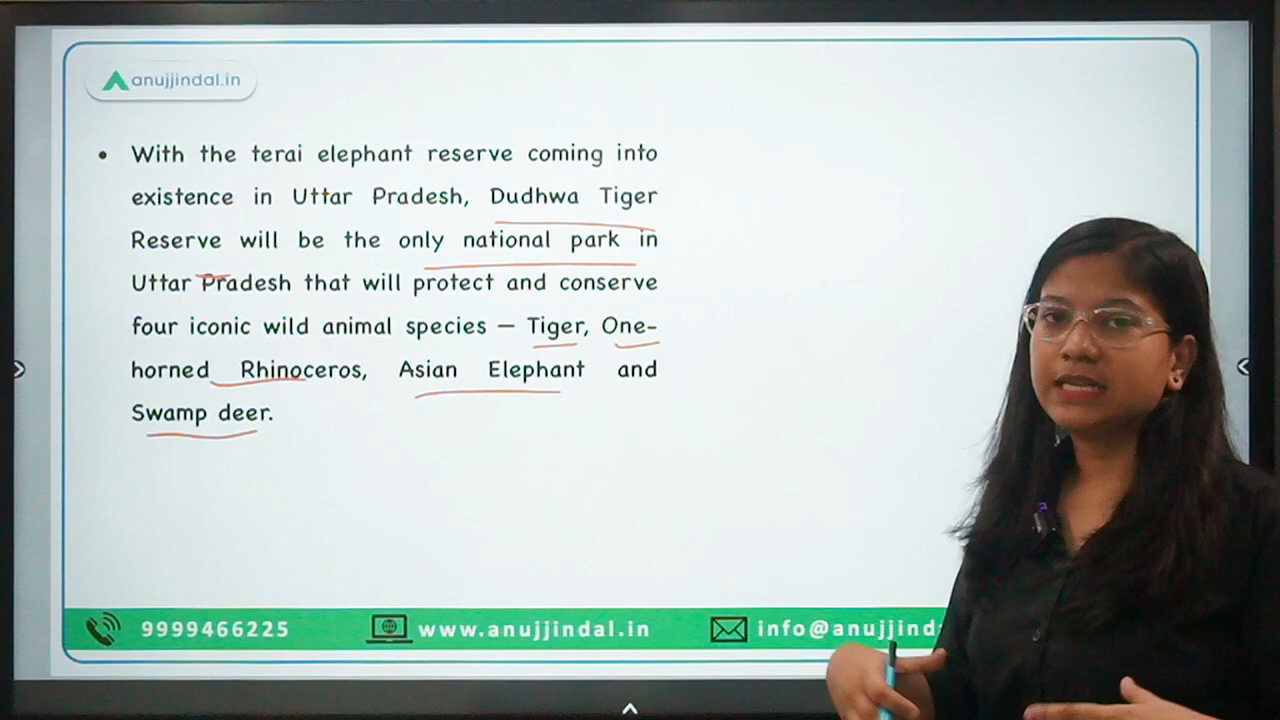 anujjindal.in
• With the terai elephant reserve coming into
existence in Uttar Pradesh, Dudhwa Tiger
Reserve will be the only national park in
Uttar Pradesh that will protect and conserve
four iconic wild animal species – Tiger, One-
horned Rhinoceros, Asian Elephant and
Swamp deer.
9999466225 www.anujjindal.in info@anujjind